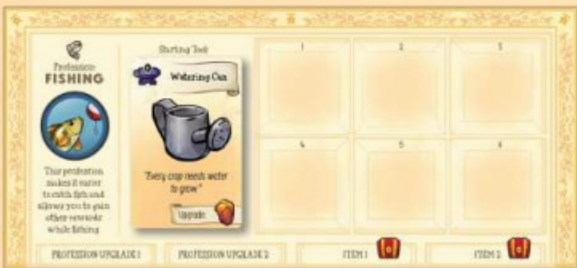 Profession
FISHING
This profession
makes it easier
to catch fish and
allows you to gain
other rewards
while fishing
Starting Tool
Watering Can
"Every crop needs water
to grow."
Upgrade
1
2
3
4
5
6
PROFESSION UPGRADE 1
PROFESSION UPGRADE 2
ITEM 1
ITEM 2